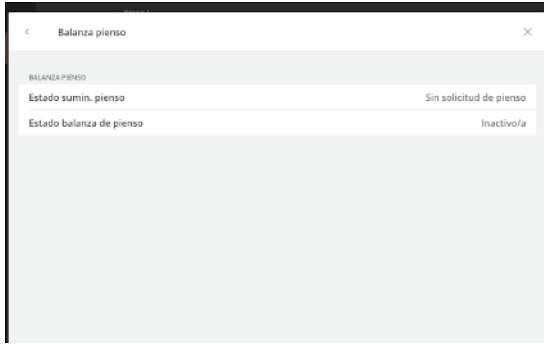 Balanza pienso
BALANZA PIENSO
Estado sumin. pienso Sin solicitud de pienso
Estado balanza de pienso Inactivo/a